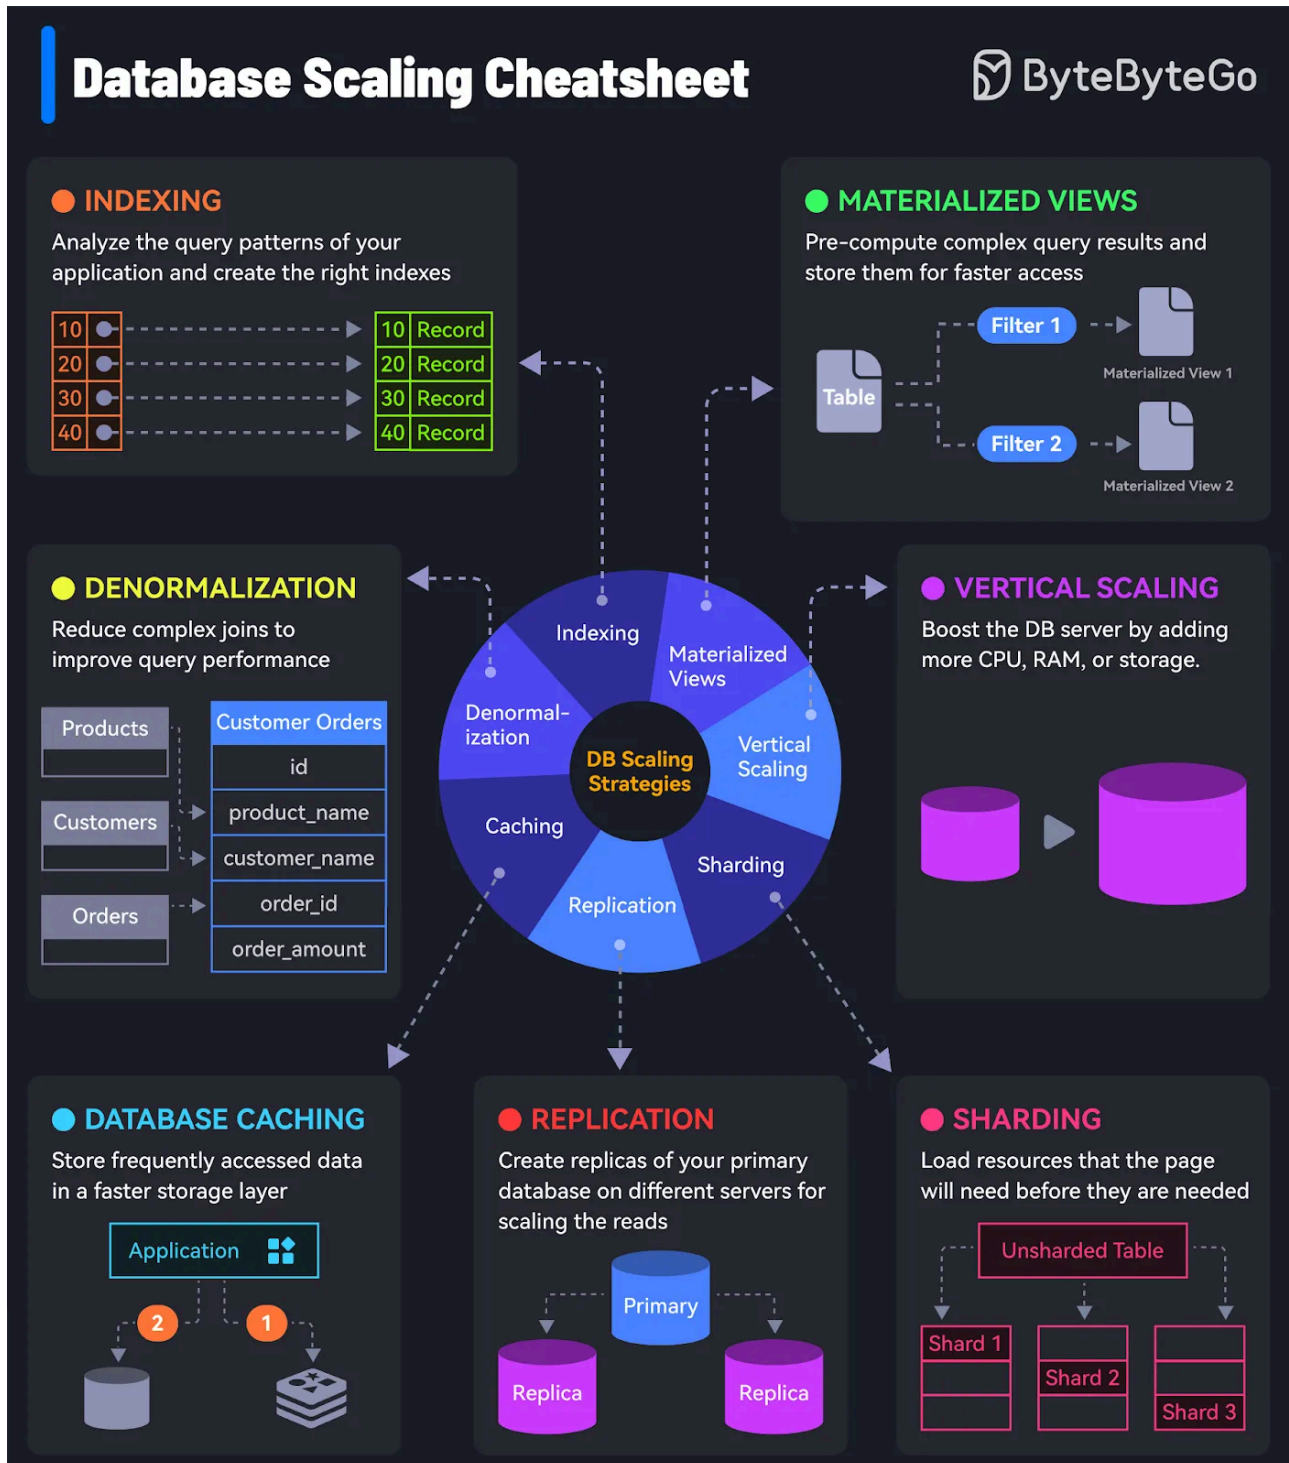 Database Scaling Cheatsheet
ByteByteGo
INDEXING
Analyze the query patterns of your
application and create the right indexes
10
10 Record
20
20 Record
30
30 Record
40
40 Record
MATERIALIZED VIEWS
Pre-compute complex query results and
store them for faster access
Table
Filter 1
Materialized View 1
Filter 2
Materialized View 2
DENORMALIZATION
Reduce complex joins to
improve query performance
Products
Customers
Orders
Customer Orders
id
product_name
customer_name
order_id
order_amount
Indexing
Materialized
Views
Denormal-
ization
DB Scaling
Strategies
Vertical
Scaling
Caching
Sharding
Replication
VERTICAL SCALING
Boost the DB server by adding
more CPU, RAM, or storage.
DATABASE CACHING
Store frequently accessed data
in a faster storage layer
Application
2
1
REPLICATION
Create replicas of your primary
database on different servers for
scaling the reads
Primary
Replica
Replica
SHARDING
Load resources that the page
will need before they are needed
Unsharded Table
Shard 1
Shard 2
Shard 3